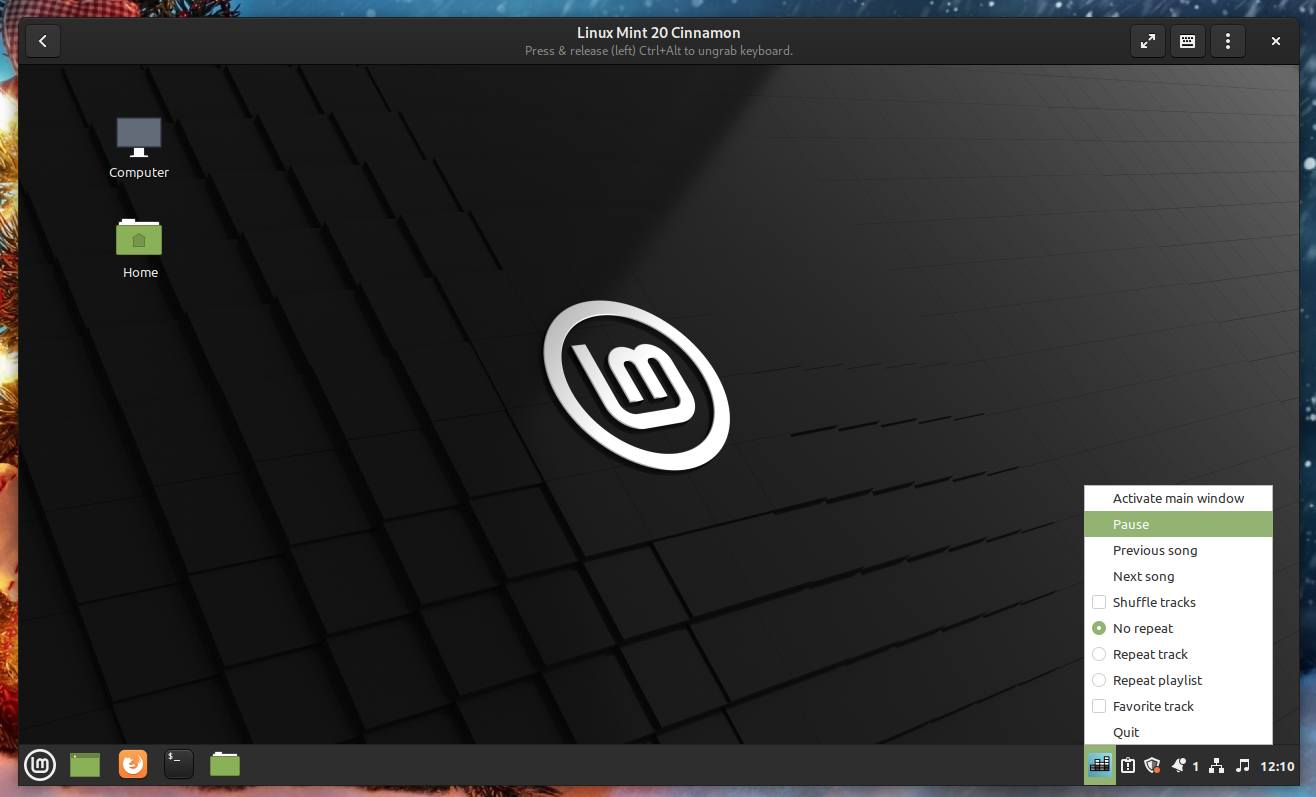 Linux Mint 20 Cinnamon
Press & release (left) Ctrl+Alt to ungrab keyboard.
Computer
Home
Activate main window
Pause
Previous song
Next song
Shuffle tracks
No repeat
Repeat track
Repeat playlist
Favorite track
Quit
$_
1
12:10